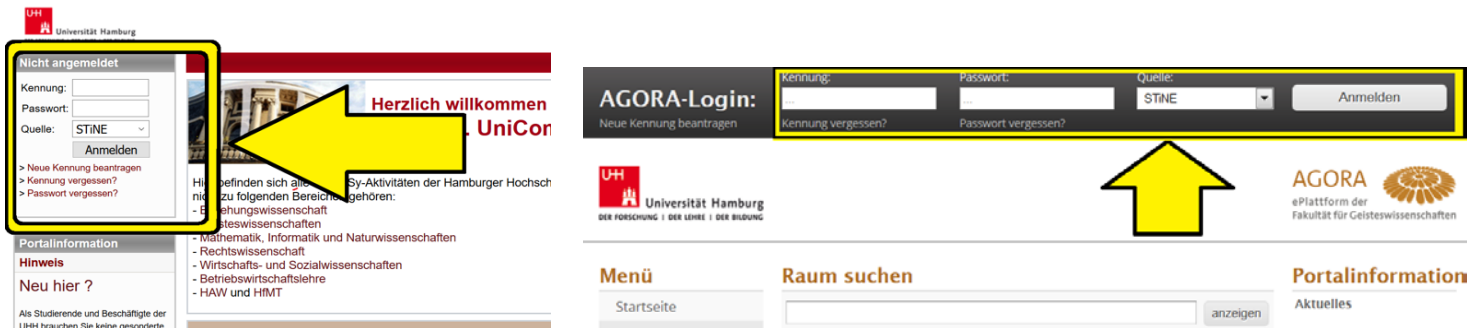 UHH
Universität Hamburg
Nicht angemeldet
Kennung:
Passwort:
Quelle: STiNE
Anmelden
> Neue Kennung beantragen
> Kennung vergessen?
> Passwort vergessen?
Portalinformation
Hinweis
Neu hier ?
Als Studierende und Beschäftigte der
UHH brauchen Sie keine gesonderte
Herzlich willkommen
. UniCom
befinden sich Sy-Aktivitäten der Hamburger Hochsch
zu folgenden Bereichen gehören:
-
-
- Mathematik, Informatik und Naturwissenschaften
- Rechtswissenschaft
- Wirtschafts- und Sozialwissenschaften
- Betriebswirtschaftslehre
- HAW und HfMT
AGORA-Login:
Neue Kennung beantragen
Kennung:
...
Kennung vergessen?
Passwort:
...
Passwort vergessen?
Quelle:
STiNE
Anmelden
UHH
Universität Hamburg
DER FORSCHUNG | DER LEHRE | DER BILDUNG
AGORA
ePlattform der
Fakultät für Geisteswissenschaften
Menü
Startseite
Raum suchen
anzeigen
Portalinformation
Aktuelles